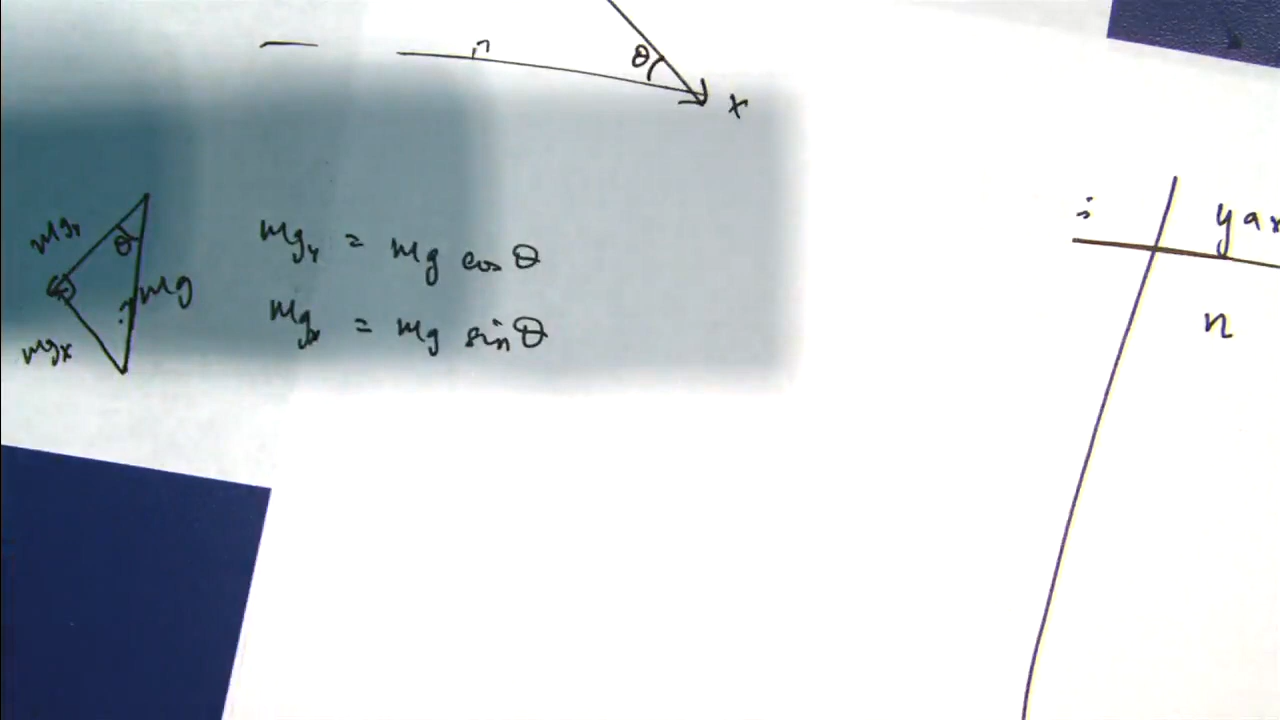 θ
x
mgy
θ
mg
mgx
mgy = mg cos θ
mgx = mg sin θ
:
y ax
n